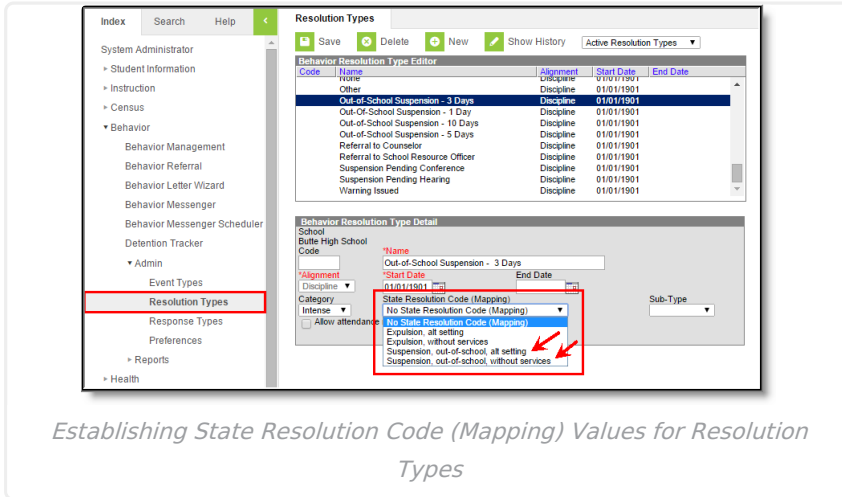 Index Search Help <
System Administrator
Student Information
Instruction
Census
Behavior
Behavior Management
Behavior Referral
Behavior Letter Wizard
Behavior Messenger
Behavior Messenger Scheduler
Detention Tracker
Admin
Event Types
Resolution Types
Response Types
Preferences
Reports
Health
Resolution Types
Save Delete New Show History Active Resolution Types
Behavior Resolution Type Editor
Code Name Alignment Start Date End Date
None Discipline 01/01/1901
Other Discipline 01/01/1901
Out-of-School Suspension - 3 Days Discipline 01/01/1901
Out-Of-School Suspension - 1 Day Discipline 01/01/1901
Out-of-School Suspension - 10 Days Discipline 01/01/1901
Out-of-School Suspension - 5 Days Discipline 01/01/1901
Referral to Counselor Discipline 01/01/1901
Referral to School Resource Officer Discipline 01/01/1901
Suspension Pending Conference Discipline 01/01/1901
Suspension Pending Hearing Discipline 01/01/1901
Warning Issued Discipline 01/01/1901
Behavior Resolution Type Detail
School
Butte High School
Code *Name
Out-of-School Suspension - 3 Days
*Alignment *Start Date End Date
Discipline 01/01/1901
Category State Resolution Code (Mapping) Sub-Type
Intense No State Resolution Code (Mapping)
Allow attendance No State Resolution Code (Mapping)
Expulsion, alt setting
Expulsion, without services
Suspension, out-of-school, alt setting
Suspension, out-of-school, without services
Establishing State Resolution Code (Mapping) Values for Resolution
Types